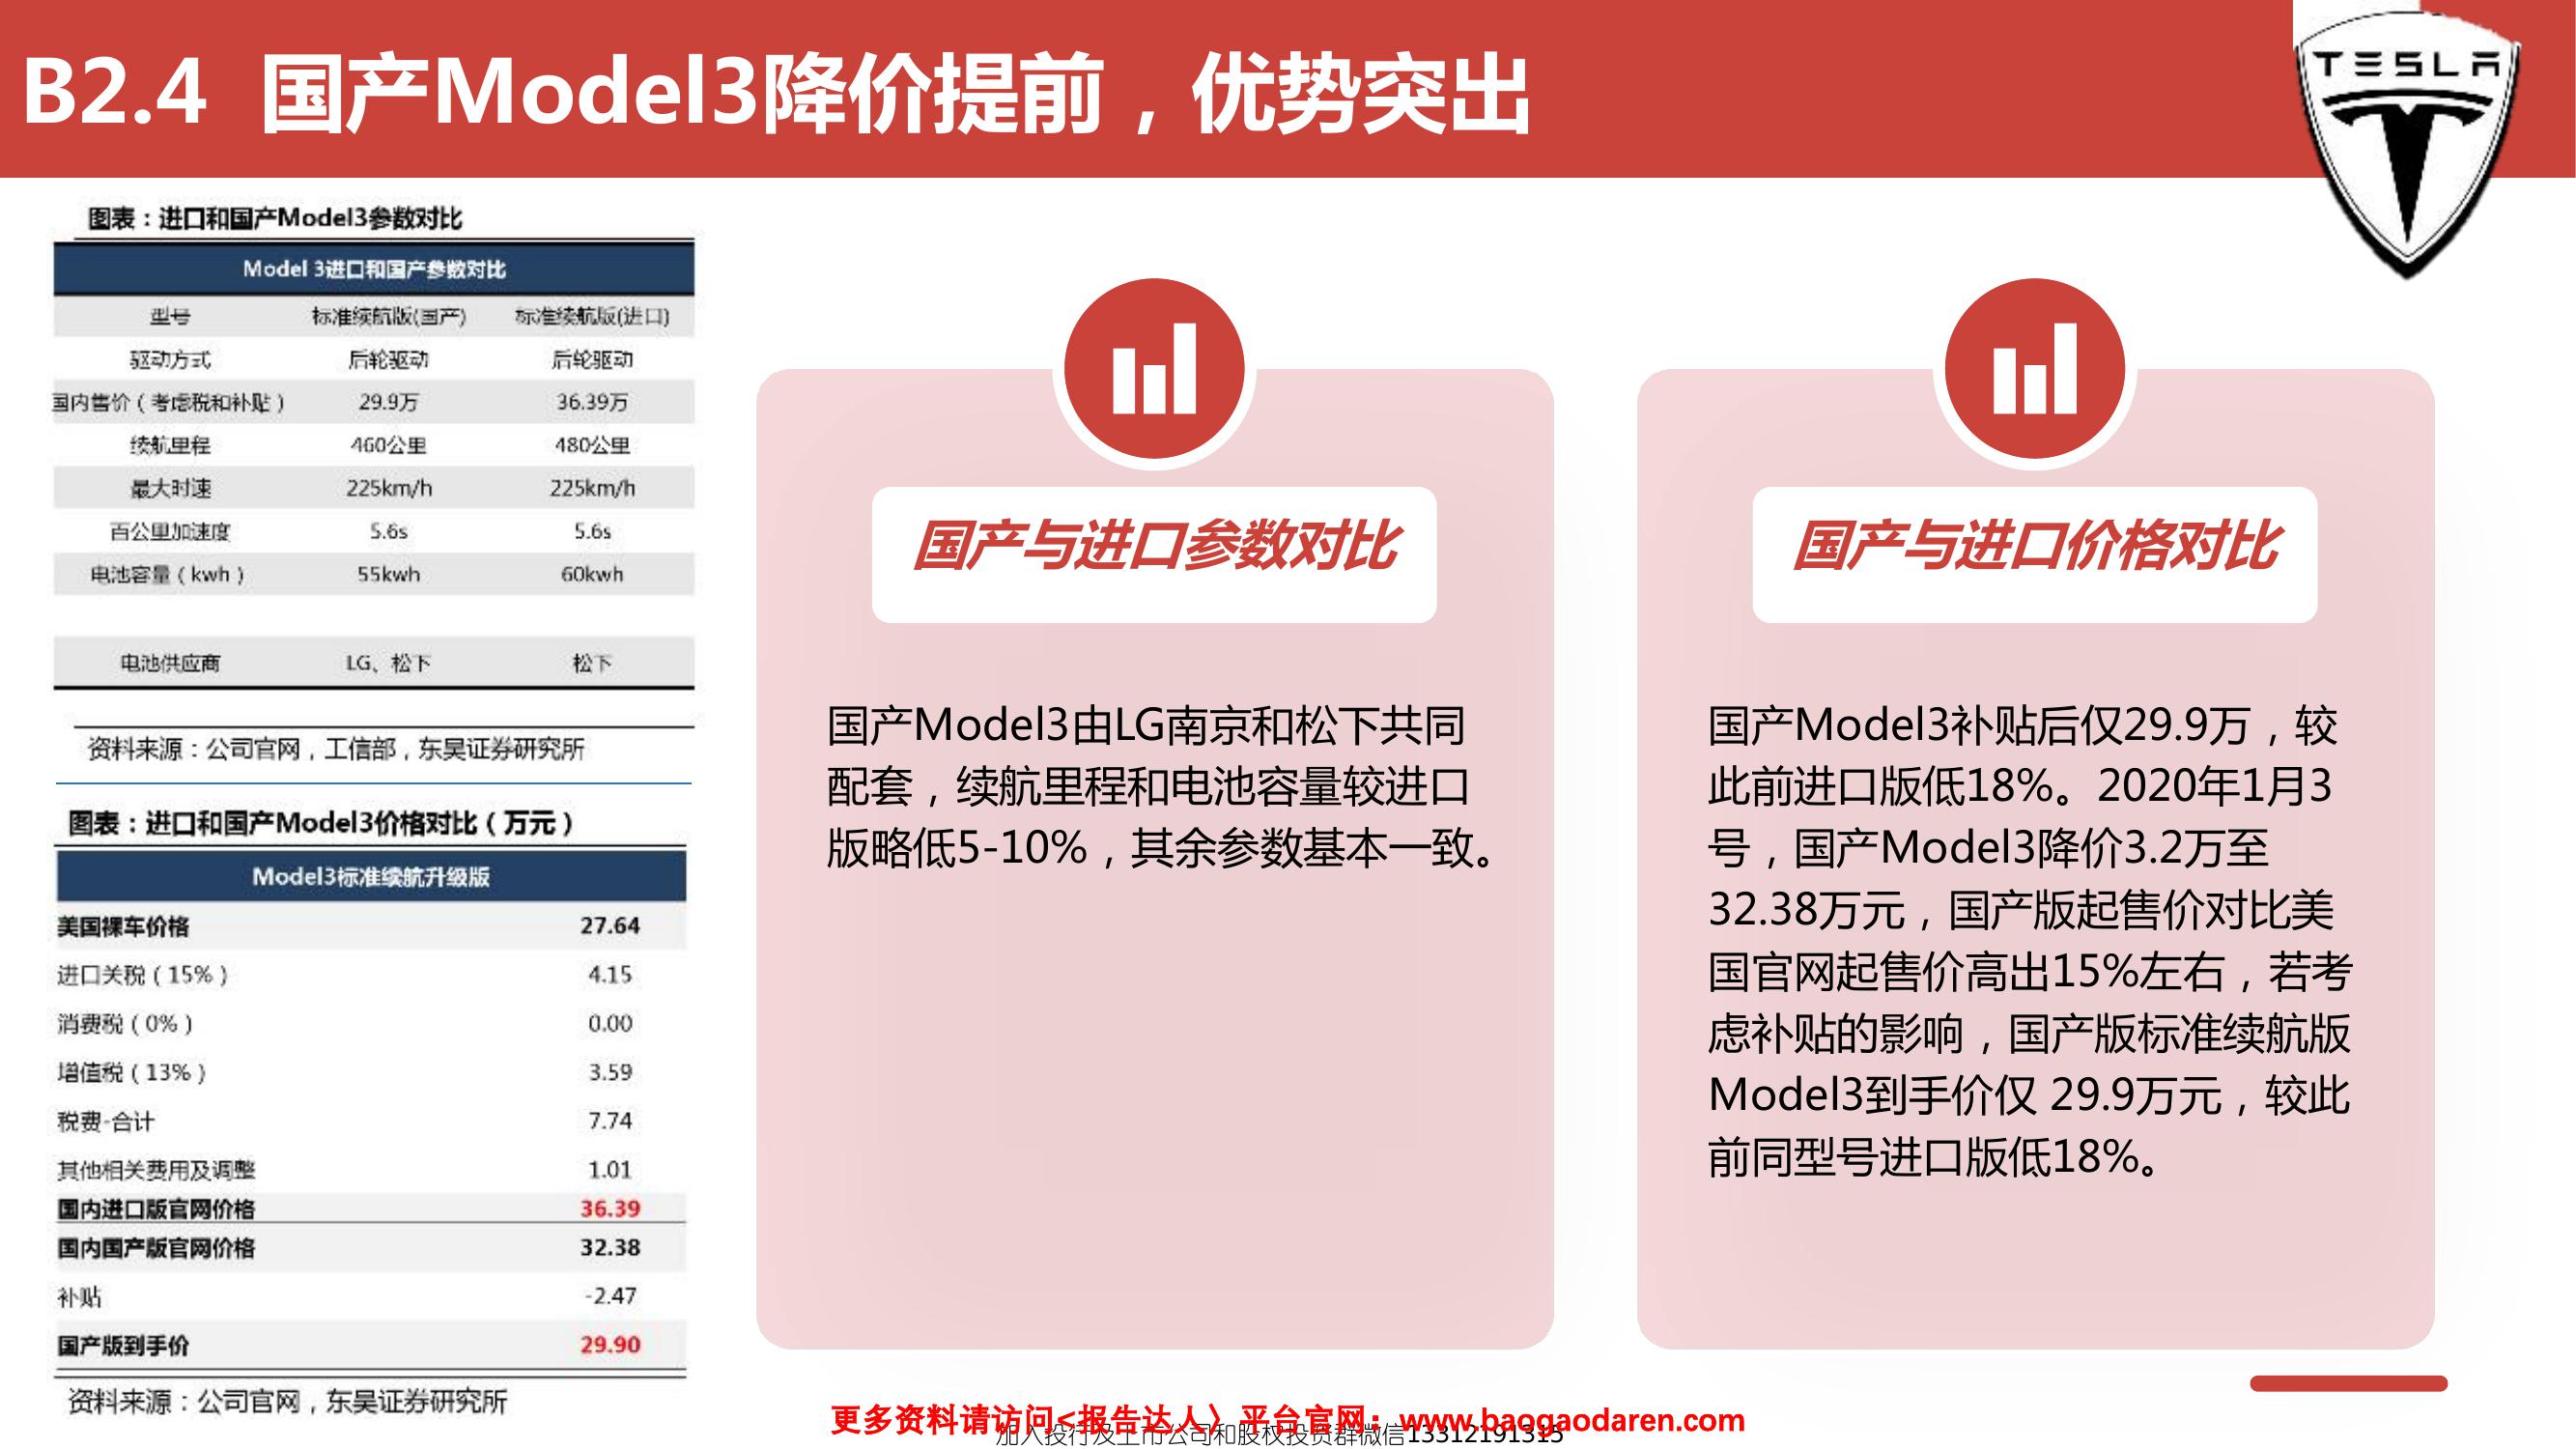 B2.4 国产Model3降价提前，优势突出
TESLA
图表：进口和国产Model3参数对比
Model 3进口和国产参数对比
型号 标准续航版(国产) 标准续航版(进口)
驱动方式 后轮驱动 后轮驱动
国内售价（考虑税和补贴） 29.9万 36.39万
续航里程 460公里 480公里
最大时速 225km/h 225km/h
百公里加速度 5.6s 5.6s
电池容量（kwh） 55kwh 60kwh
电池供应商 LG、松下 松下
资料来源：公司官网，工信部，东吴证券研究所
图表：进口和国产Model3价格对比（万元）
Model3标准续航升级版
美国裸车价格 27.64
进口关税（15%） 4.15
消费税（0%） 0.00
增值税（13%） 3.59
税费-合计 7.74
其他相关费用及调整 1.01
国内进口版官网价格 36.39
国内国产版官网价格 32.38
补贴 -2.47
国产版到手价 29.90
资料来源：公司官网，东吴证券研究所
国产与进口参数对比
国产Model3由LG南京和松下共同
配套，续航里程和电池容量较进口
版略低5-10%，其余参数基本一致。
国产与进口价格对比
国产Model3补贴后仅29.9万，较
此前进口版低18%。2020年1月3
号，国产Model3降价3.2万至
32.38万元，国产版起售价对比美
国官网起售价高出15%左右，若考
虑补贴的影响，国产版标准续航版
Model3到手价仅 29.9万元，较此
前同型号进口版低18%。
更多资料请访问<报告达人〉平台官网：www.baogaodaren.com
加入投行及上市公司和股权投资群微信13312191315